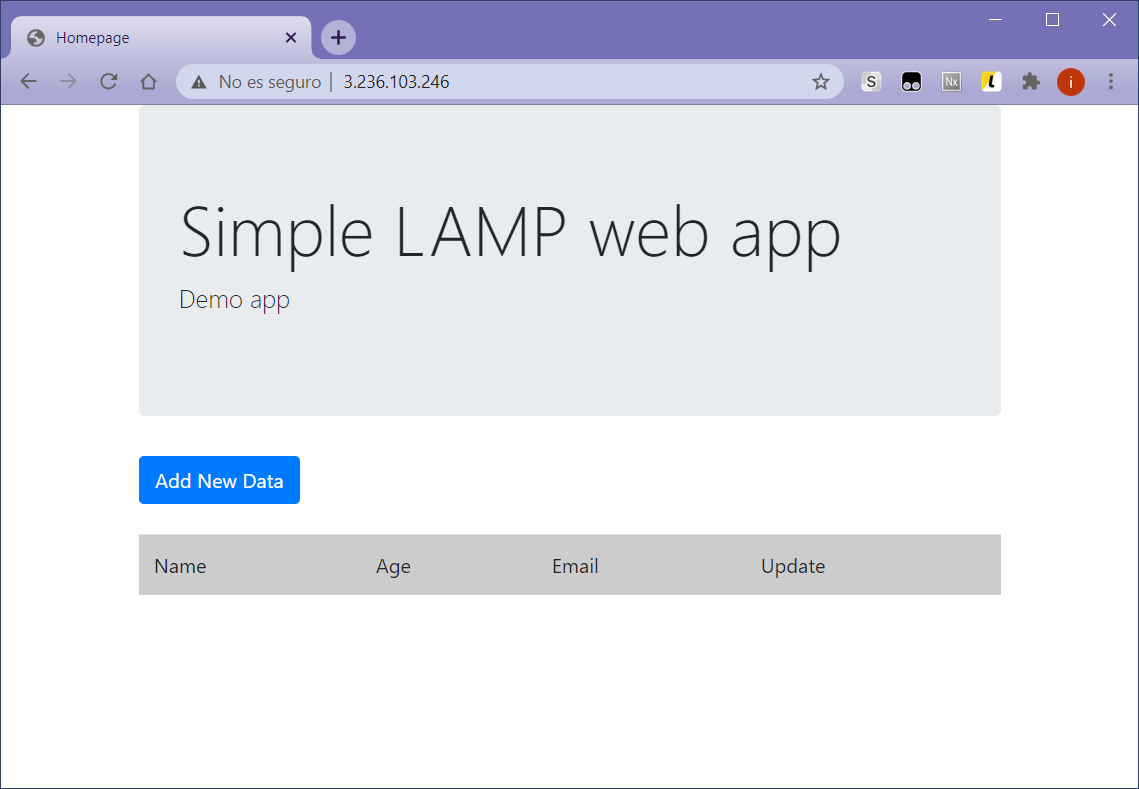 Homepage
No es seguro | 3.236.103.246
S
Nx
L
i
Simple LAMP web app
Demo app
Add New Data
Name Age Email Update